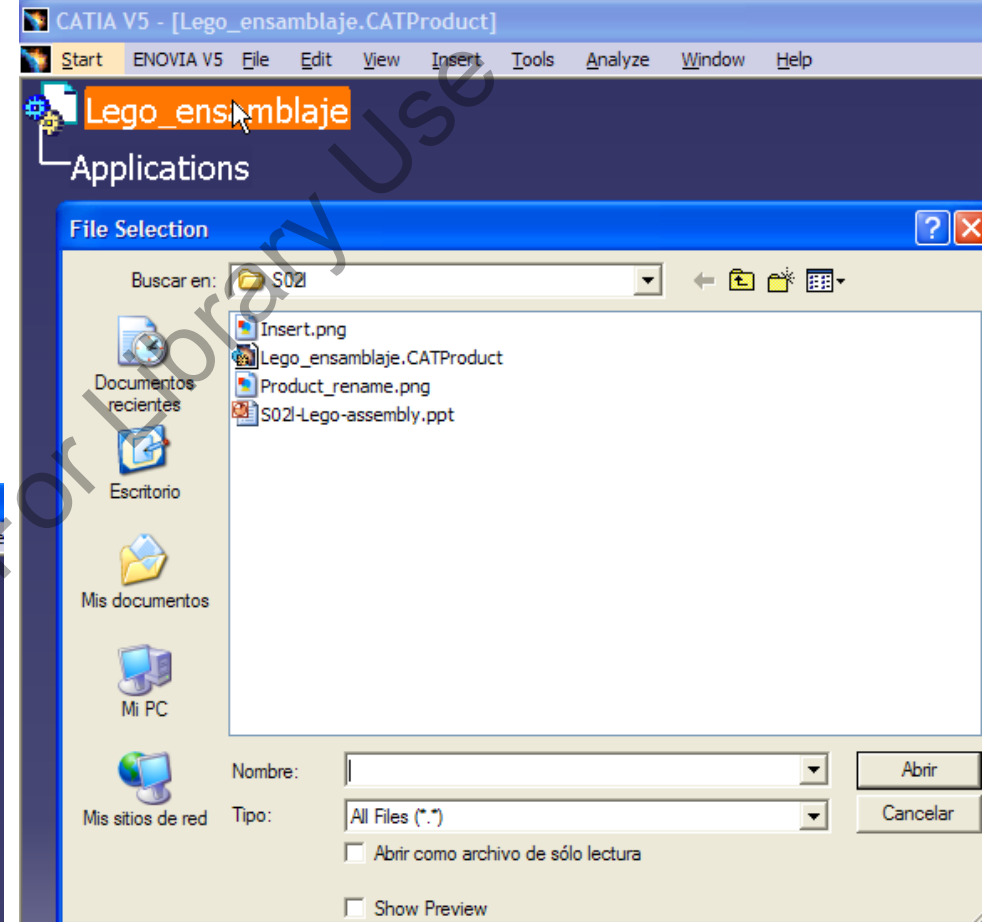 CATIA V5 - [Lego_ensamblaje.CATProduct]
Start ENOVIA V5 File Edit View Insert Tools Analyze Window Help
Lego_ensamblaje
Applications
File Selection
Buscar en: S02l
Insert.png
Lego_ensamblaje.CATProduct
Product_rename.png
S02l-Lego-assembly.ppt
Documentos
recientes
Escritorio
Mis documentos
Mi PC
Mis sitios de red
Nombre:
Abrir
Tipo: All Files (*.*)
Cancelar
Abrir como archivo de sólo lectura
Show Preview
For Library Use